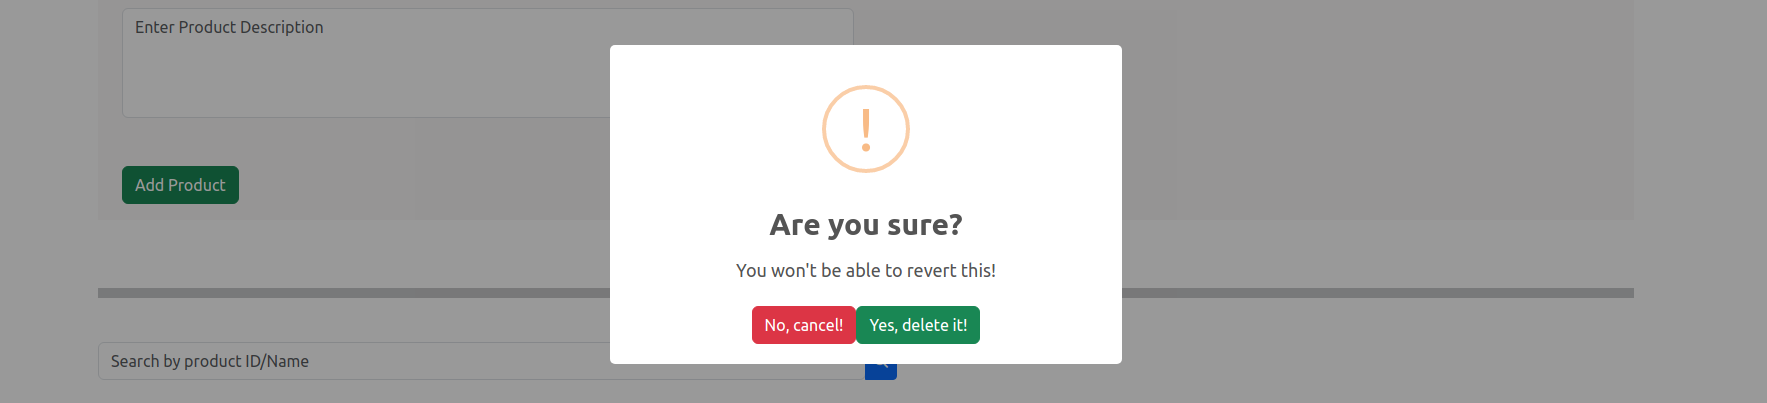 Enter Product Description
Add Product
!
Are you sure?
You won't be able to revert this!
No, cancel! Yes, delete it!
Search by product ID/Name